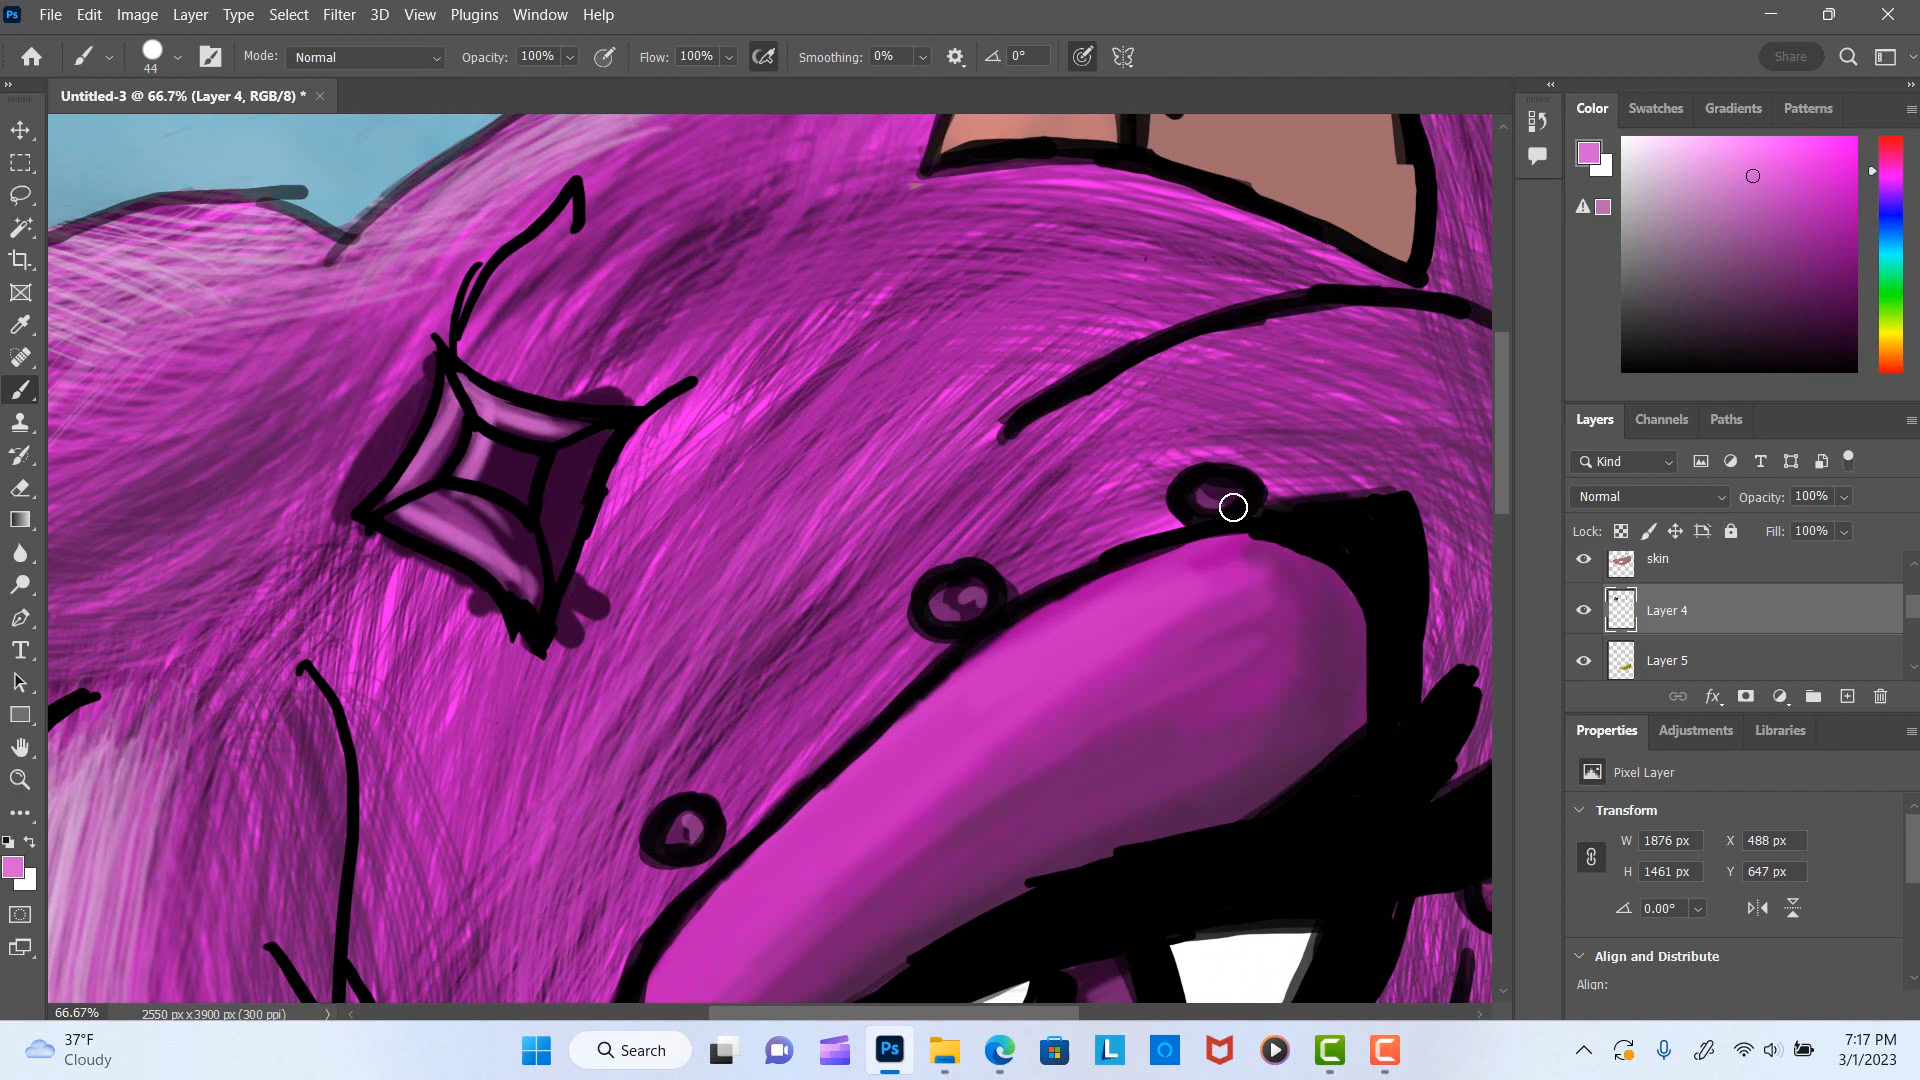 Ps File Edit Image Layer Type Select Filter 3D View Plugins Window Help
44 Mode: Normal Opacity: 100% Flow: 100% Smoothing: 0% 0° Share
Untitled-3 @ 66.7% (Layer 4, RGB/8) *
Color Swatches Gradients Patterns
Layers Channels Paths
Kind
Normal Opacity: 100%
Lock: Fill: 100%
skin
Layer 4
Layer 5
fx
Properties Adjustments Libraries
Pixel Layer
Transform
W 1876 px X 488 px
H 1461 px Y 647 px
0.00°
Align and Distribute
Align:
66.67% 2550 px x 3900 px (300 ppi)
37°F
Cloudy
Search
Ps
L
C
C
7:17 PM
3/1/2023